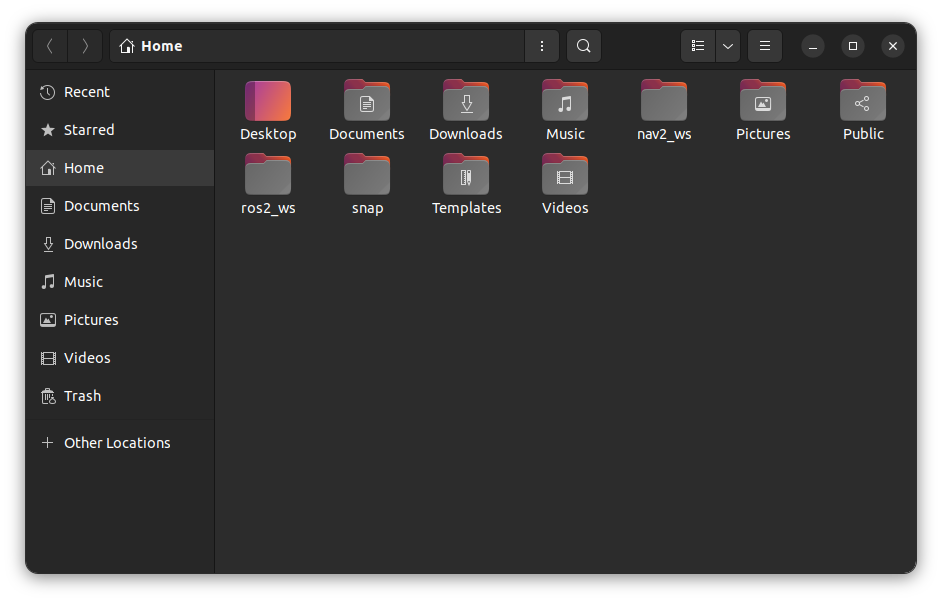 Home
Recent
Starred
Home
Documents
Downloads
Music
Pictures
Videos
Trash
Other Locations
Desktop Documents Downloads Music nav2_ws Pictures Public
ros2_ws snap Templates Videos